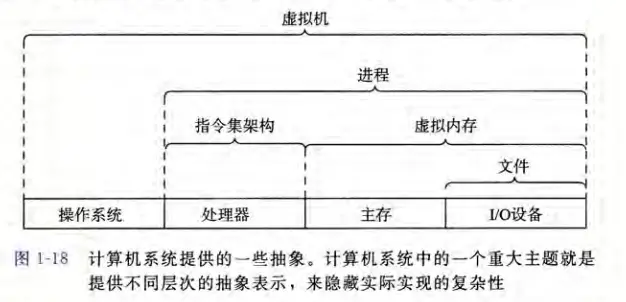 虚拟机
进程
指令集架构 虚拟内存
文件
操作系统 处理器 主存 I/O设备
图 1-18 计算机系统提供的一些抽象。计算机系统中的一个重大主题就是
提供不同层次的抽象表示，来隐藏实际实现的复杂性